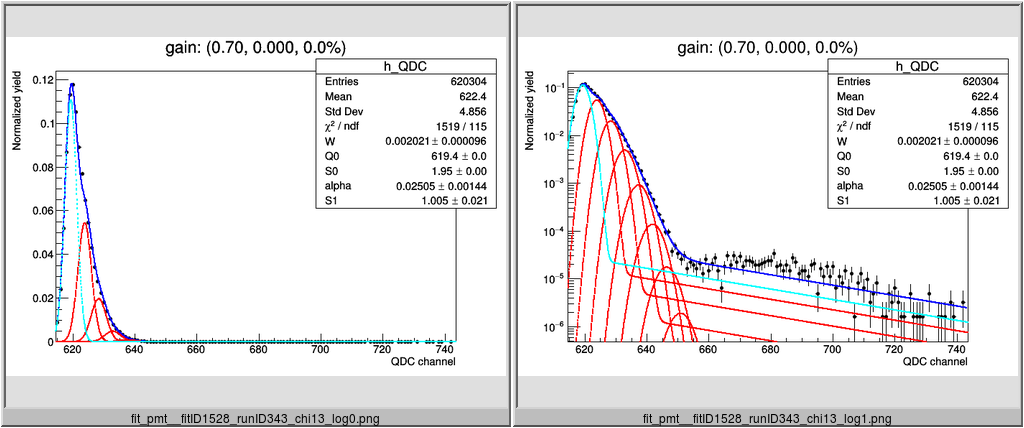 gain: (0.70, 0.000, 0.0%)
Normalized yield
h_QDC
Entries 620304
Mean 622.4
Std Dev 4.856
χ² / ndf 1519 / 115
W 0.002021 ± 0.000096
Q0 619.4 ± 0.0
S0 1.95 ± 0.00
alpha 0.02505 ± 0.00144
S1 1.005 ± 0.021
0.12
0.1
0.08
0.06
0.04
0.02
0
620 640 660 680 700 720 740
QDC channel
fit_pmt__fitID1528_runID343_chi13_log0.png
gain: (0.70, 0.000, 0.0%)
Normalized yield
h_QDC
Entries 620304
Mean 622.4
Std Dev 4.856
χ² / ndf 1519 / 115
W 0.002021 ± 0.000096
Q0 619.4 ± 0.0
S0 1.95 ± 0.00
alpha 0.02505 ± 0.00144
S1 1.005 ± 0.021
10⁻¹
10⁻²
10⁻³
10⁻⁴
10⁻⁵
10⁻⁶
620 640 660 680 700 720 740
QDC channel
fit_pmt__fitID1528_runID343_chi13_log1.png